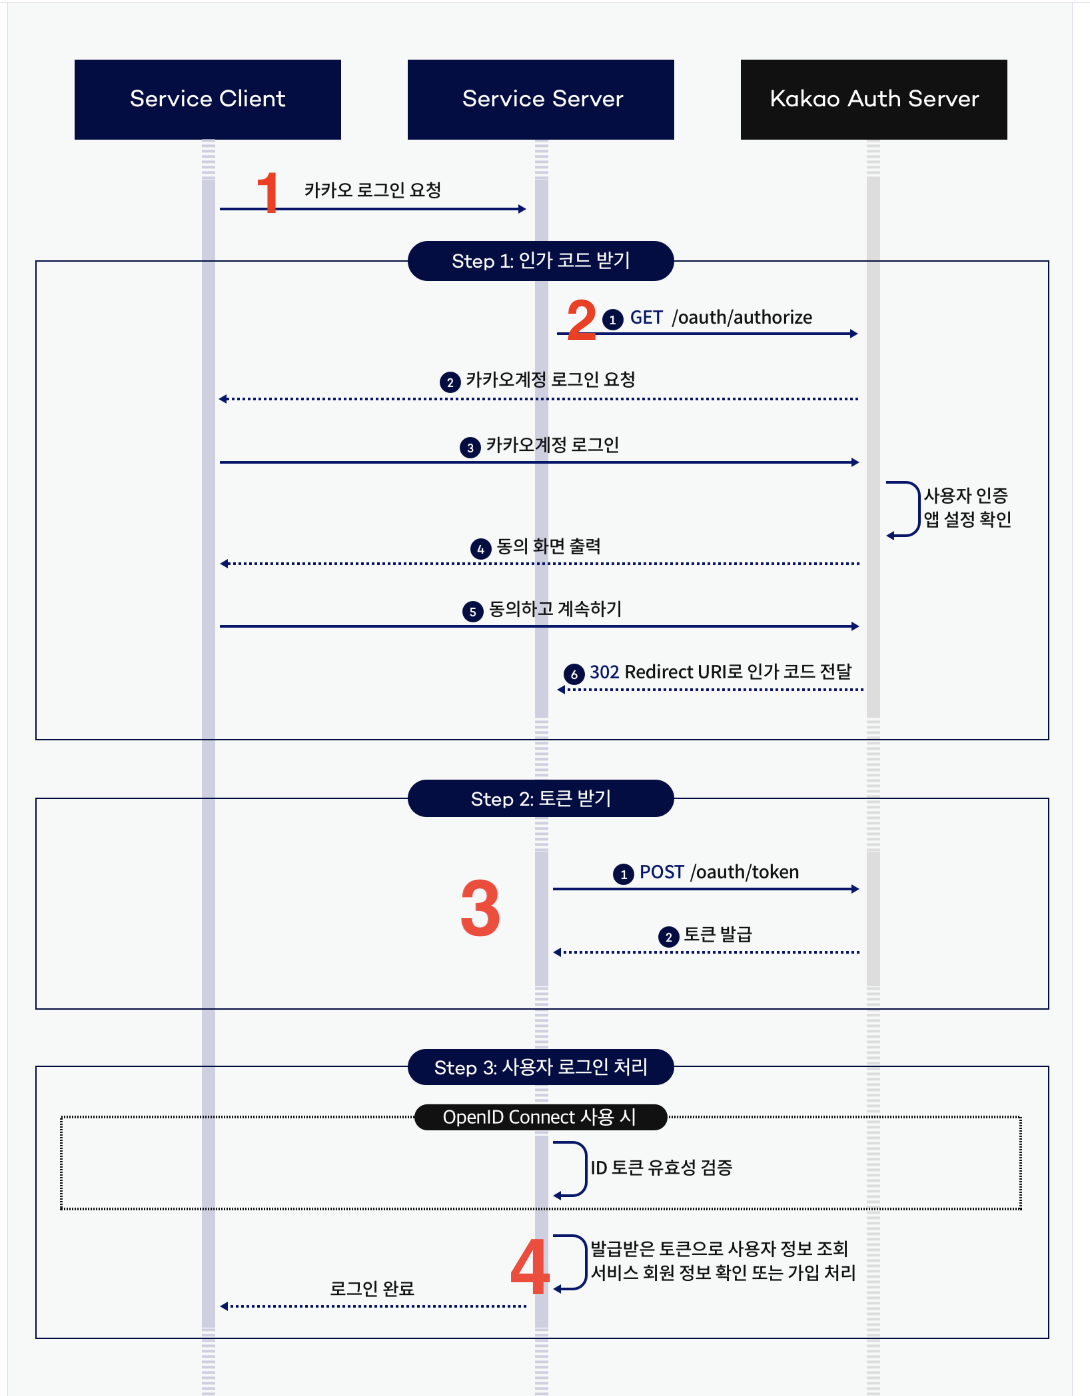 Service Client
Service Server
Kakao Auth Server
1
카카오 로그인 요청
Step 1: 인가 코드 받기
2
1 GET /oauth/authorize
2 카카오계정 로그인 요청
3 카카오계정 로그인
사용자 인증
앱 설정 확인
4 동의 화면 출력
5 동의하고 계속하기
6 302 Redirect URI로 인가 코드 전달
Step 2: 토큰 받기
3
1 POST /oauth/token
2 토큰 발급
Step 3: 사용자 로그인 처리
OpenID Connect 사용 시
ID 토큰 유효성 검증
4
발급받은 토큰으로 사용자 정보 조회
서비스 회원 정보 확인 또는 가입 처리
로그인 완료